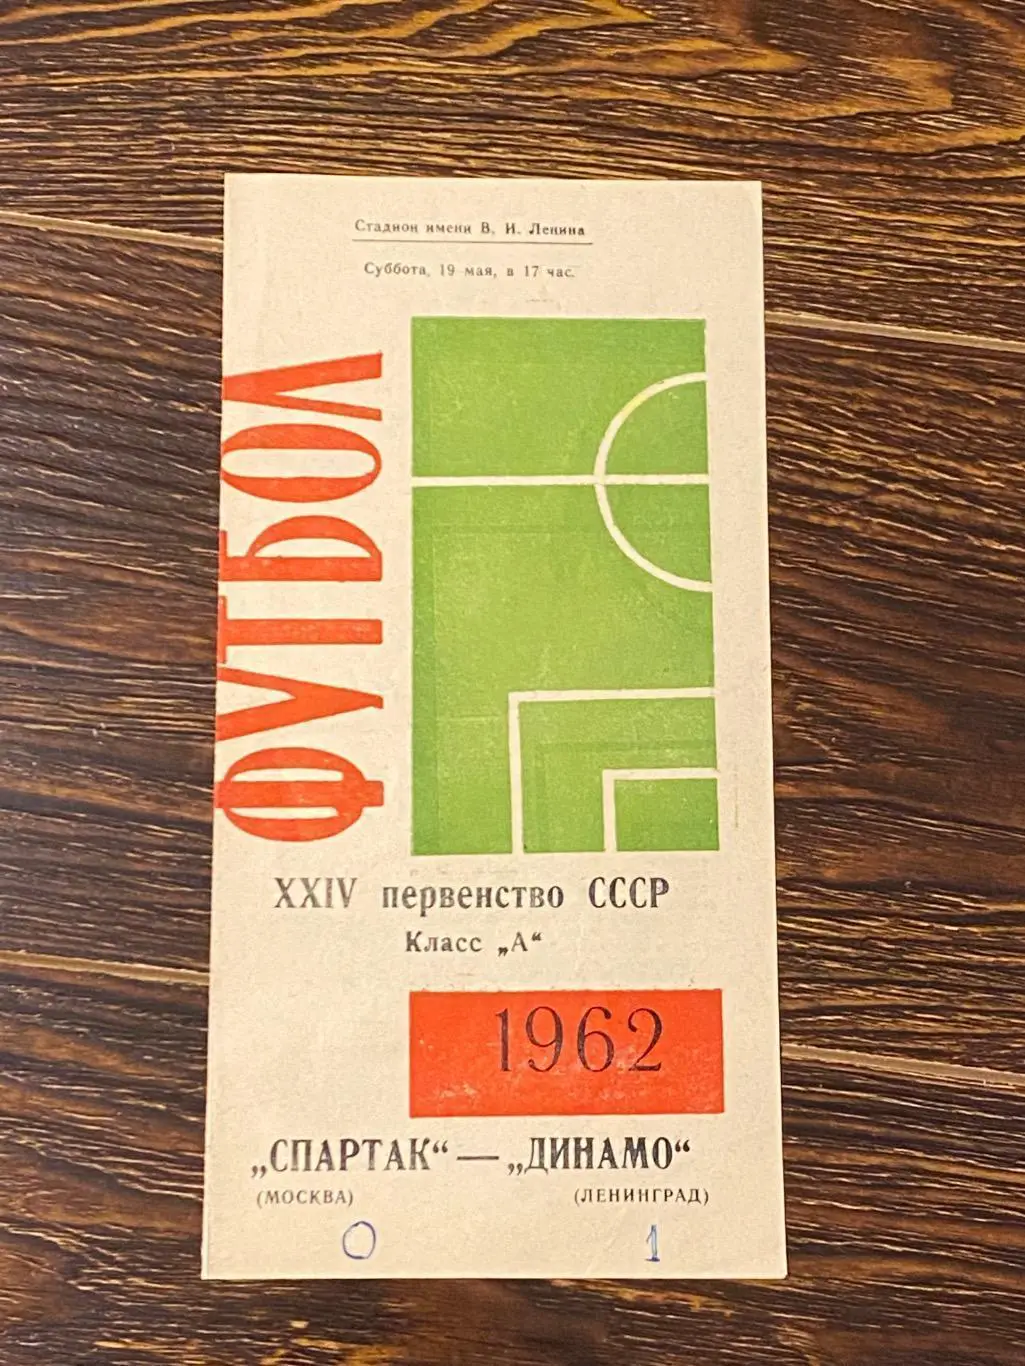 Стадион имени В. И. Ленина
Суббота, 19 мая, в 17 час.
ФУТБОЛ
XXIV первенство СССР
Класс „А“
1962
„СПАРТАК“ — „ДИНАМО“
(МОСКВА) (ЛЕНИНГРАД)
0 1